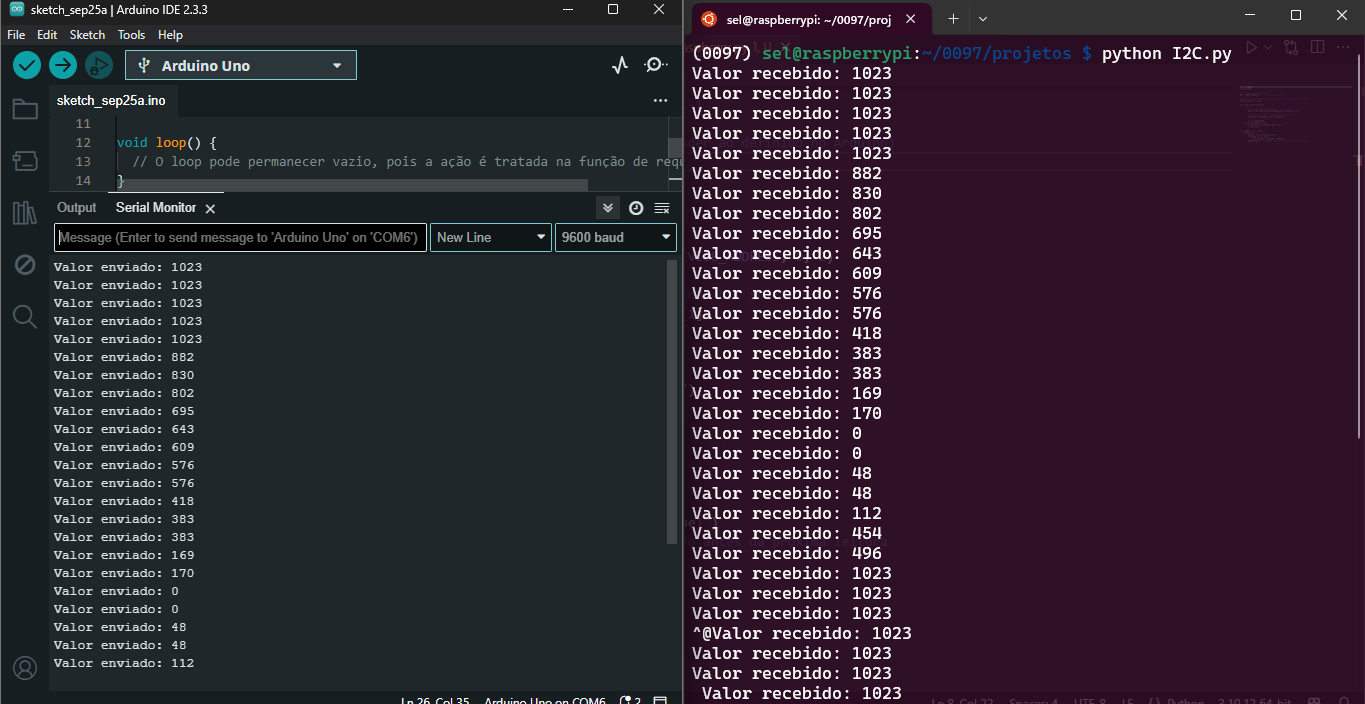 sketch_sep25a | Arduino IDE 2.3.3
File Edit Sketch Tools Help
Arduino Uno
sketch_sep25a.ino
11
12 void loop() {
13 // O loop pode permanecer vazio, pois a ação é tratada na função de requ
14 }
Output Serial Monitor
Message (Enter to send message to 'Arduino Uno' on 'COM6')
New Line
9600 baud
Valor enviado: 1023
Valor enviado: 1023
Valor enviado: 1023
Valor enviado: 1023
Valor enviado: 1023
Valor enviado: 882
Valor enviado: 830
Valor enviado: 802
Valor enviado: 695
Valor enviado: 643
Valor enviado: 609
Valor enviado: 576
Valor enviado: 576
Valor enviado: 418
Valor enviado: 383
Valor enviado: 383
Valor enviado: 169
Valor enviado: 170
Valor enviado: 0
Valor enviado: 0
Valor enviado: 48
Valor enviado: 48
Valor enviado: 112
Ln 26, Col 35 Arduino Uno on COM6 2
sel@raspberrypi: ~/0097/proj
(0097) sel@raspberrypi:~/0097/projetos $ python I2C.py
Valor recebido: 1023
Valor recebido: 1023
Valor recebido: 1023
Valor recebido: 1023
Valor recebido: 1023
Valor recebido: 882
Valor recebido: 830
Valor recebido: 802
Valor recebido: 695
Valor recebido: 643
Valor recebido: 609
Valor recebido: 576
Valor recebido: 576
Valor recebido: 418
Valor recebido: 383
Valor recebido: 383
Valor recebido: 169
Valor recebido: 170
Valor recebido: 0
Valor recebido: 0
Valor recebido: 48
Valor recebido: 48
Valor recebido: 112
Valor recebido: 454
Valor recebido: 496
Valor recebido: 1023
Valor recebido: 1023
Valor recebido: 1023
^@Valor recebido: 1023
Valor recebido: 1023
Valor recebido: 1023
Valor recebido: 1023